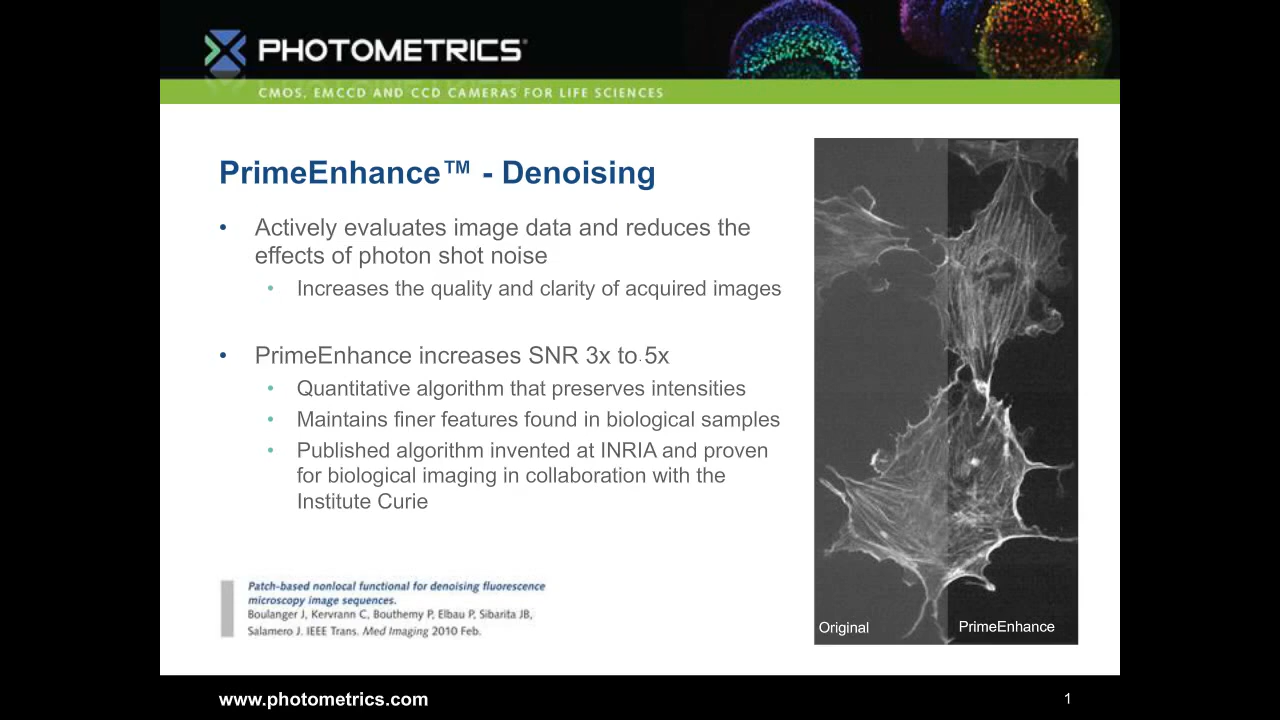 PHOTOMETRICS®
CMOS, EMCCD AND CCD CAMERAS FOR LIFE SCIENCES
PrimeEnhance™ - Denoising
• Actively evaluates image data and reduces the
effects of photon shot noise
• Increases the quality and clarity of acquired images
• PrimeEnhance increases SNR 3x to 5x
• Quantitative algorithm that preserves intensities
• Maintains finer features found in biological samples
• Published algorithm invented at INRIA and proven
for biological imaging in collaboration with the
Institute Curie
Patch-based nonlocal functional for denoising fluorescence
microscopy image sequences.
Boulanger J, Kervrann C, Bouthemy P, Elbau P, Sibarita JB,
Salamero J. IEEE Trans. Med Imaging 2010 Feb.
Original
PrimeEnhance
www.photometrics.com
1